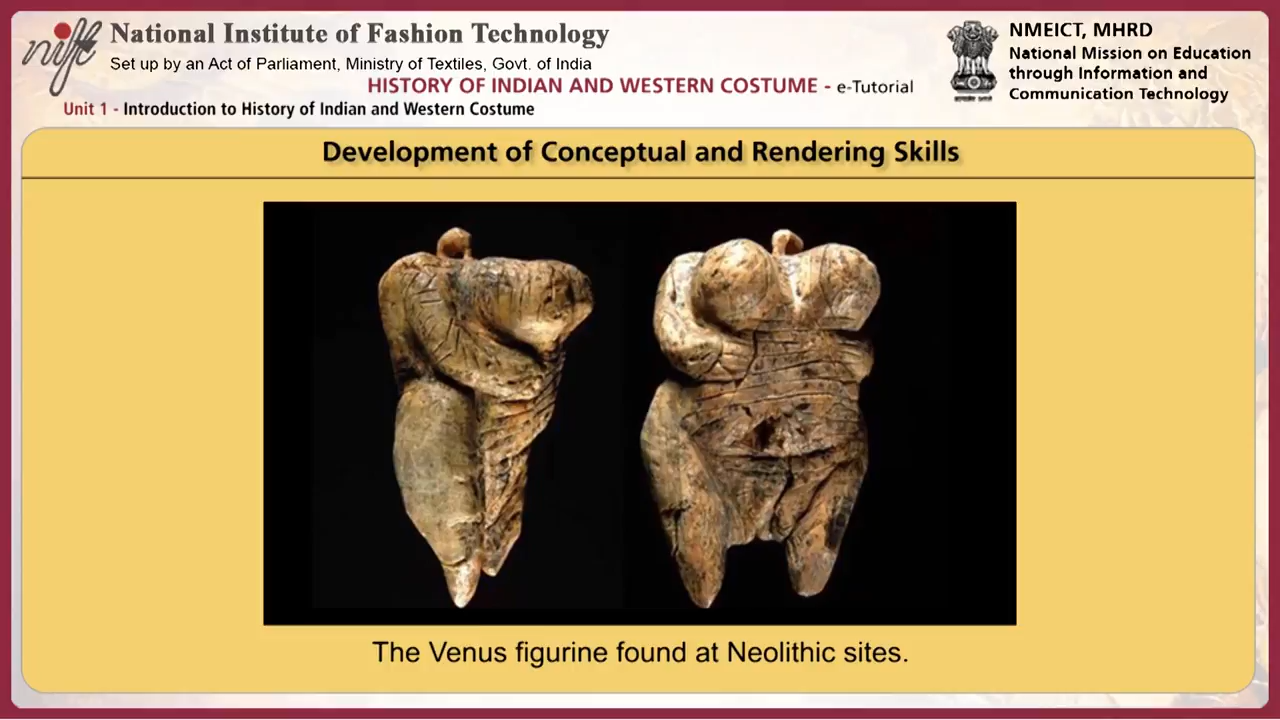 nift
National Institute of Fashion Technology
Set up by an Act of Parliament, Ministry of Textiles, Govt. of India
HISTORY OF INDIAN AND WESTERN COSTUME - e-Tutorial
Unit 1 - Introduction to History of Indian and Western Costume
NMEICT, MHRD
National Mission on Education
through Information and
Communication Technology
Development of Conceptual and Rendering Skills
The Venus figurine found at Neolithic sites.